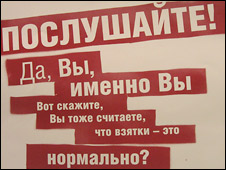 ПОСЛУШАЙТЕ!
Да, Вы,
именно Вы
Вот скажите,
Вы тоже считаете,
что взятки – это
нормально?